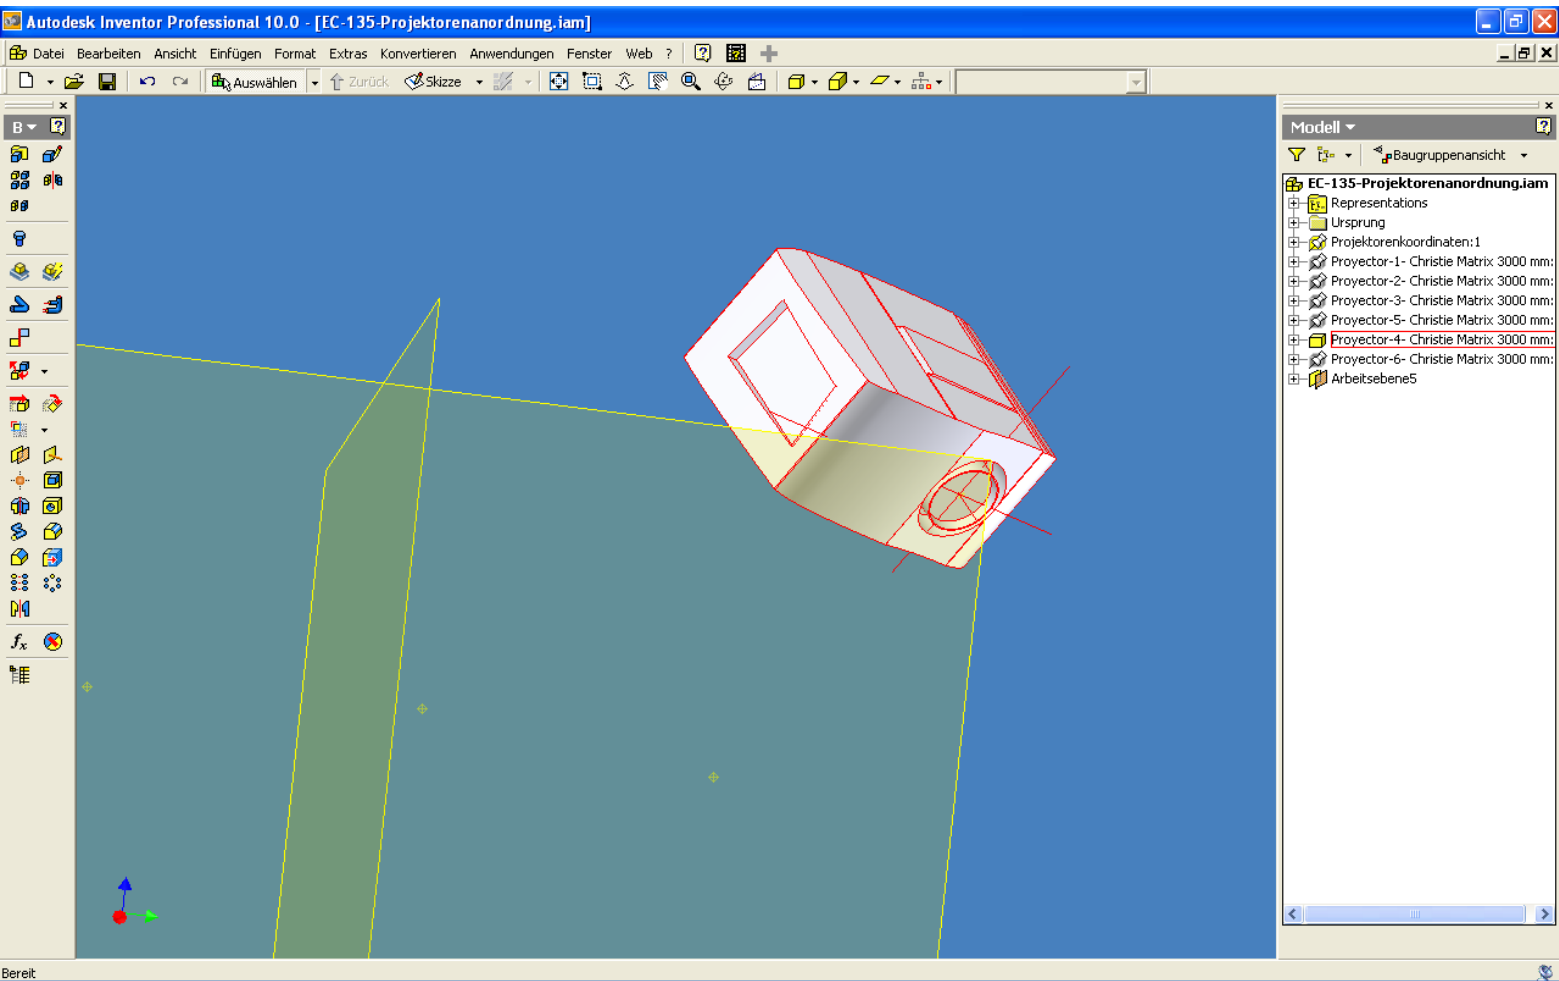 Autodesk Inventor Professional 10.0 - [EC-135-Projektorenanordnung.iam]
Datei Bearbeiten Ansicht Einfügen Format Extras Konvertieren Anwendungen Fenster Web ?
Auswählen Zurück Skizze
B
Modell
Baugruppenansicht
EC-135-Projektorenanordnung.iam
Representations
Ursprung
Projektorenkoordinaten:1
Proyector-1- Christie Matrix 3000 mm:
Proyector-2- Christie Matrix 3000 mm:
Proyector-3- Christie Matrix 3000 mm:
Proyector-5- Christie Matrix 3000 mm:
Proyector-4- Christie Matrix 3000 mm:
Proyector-6- Christie Matrix 3000 mm:
Arbeitsebene5
fx
Bereit